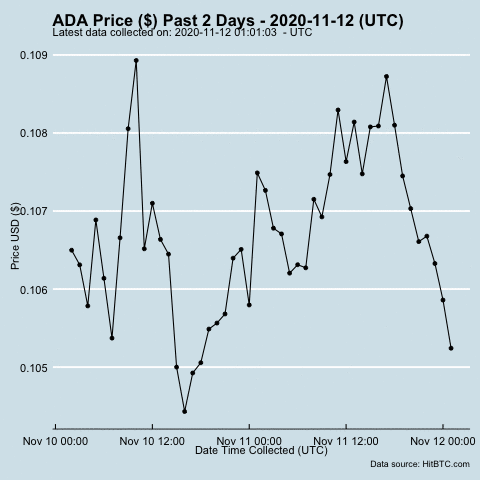 ADA Price ($) Past 2 Days - 2020-11-12 (UTC)
Latest data collected on: 2020-11-12 01:01:03 - UTC
0.109
0.108
0.107
0.106
0.105
Price USD ($)
Nov 10 00:00 Nov 10 12:00 Nov 11 00:00 Nov 11 12:00 Nov 12 00:00
Date Time Collected (UTC)
Data source: HitBTC.com